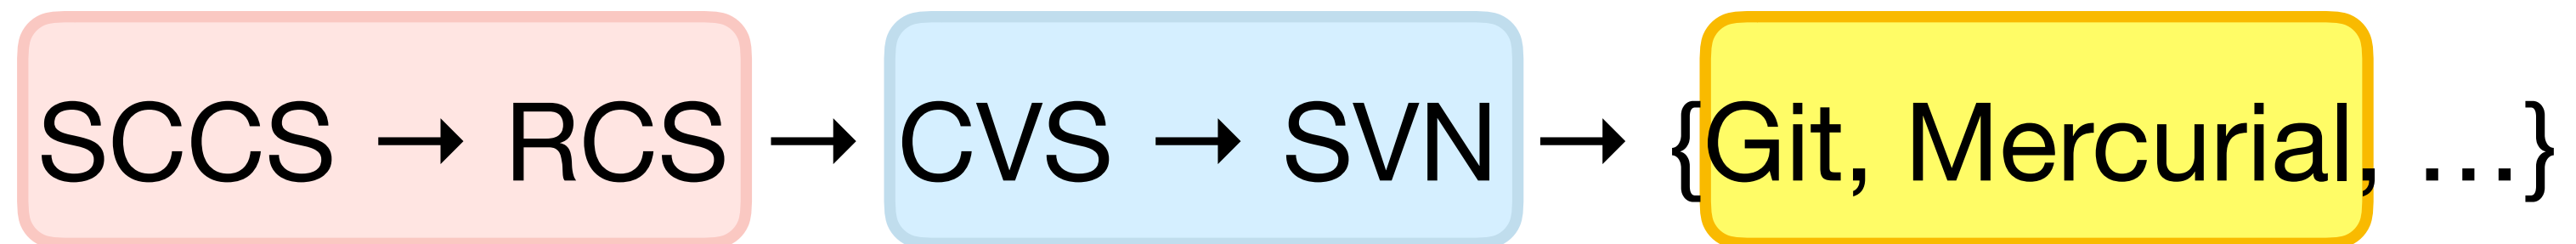 SCCS → RCS → CVS → SVN → {Git, Mercurial, ...}